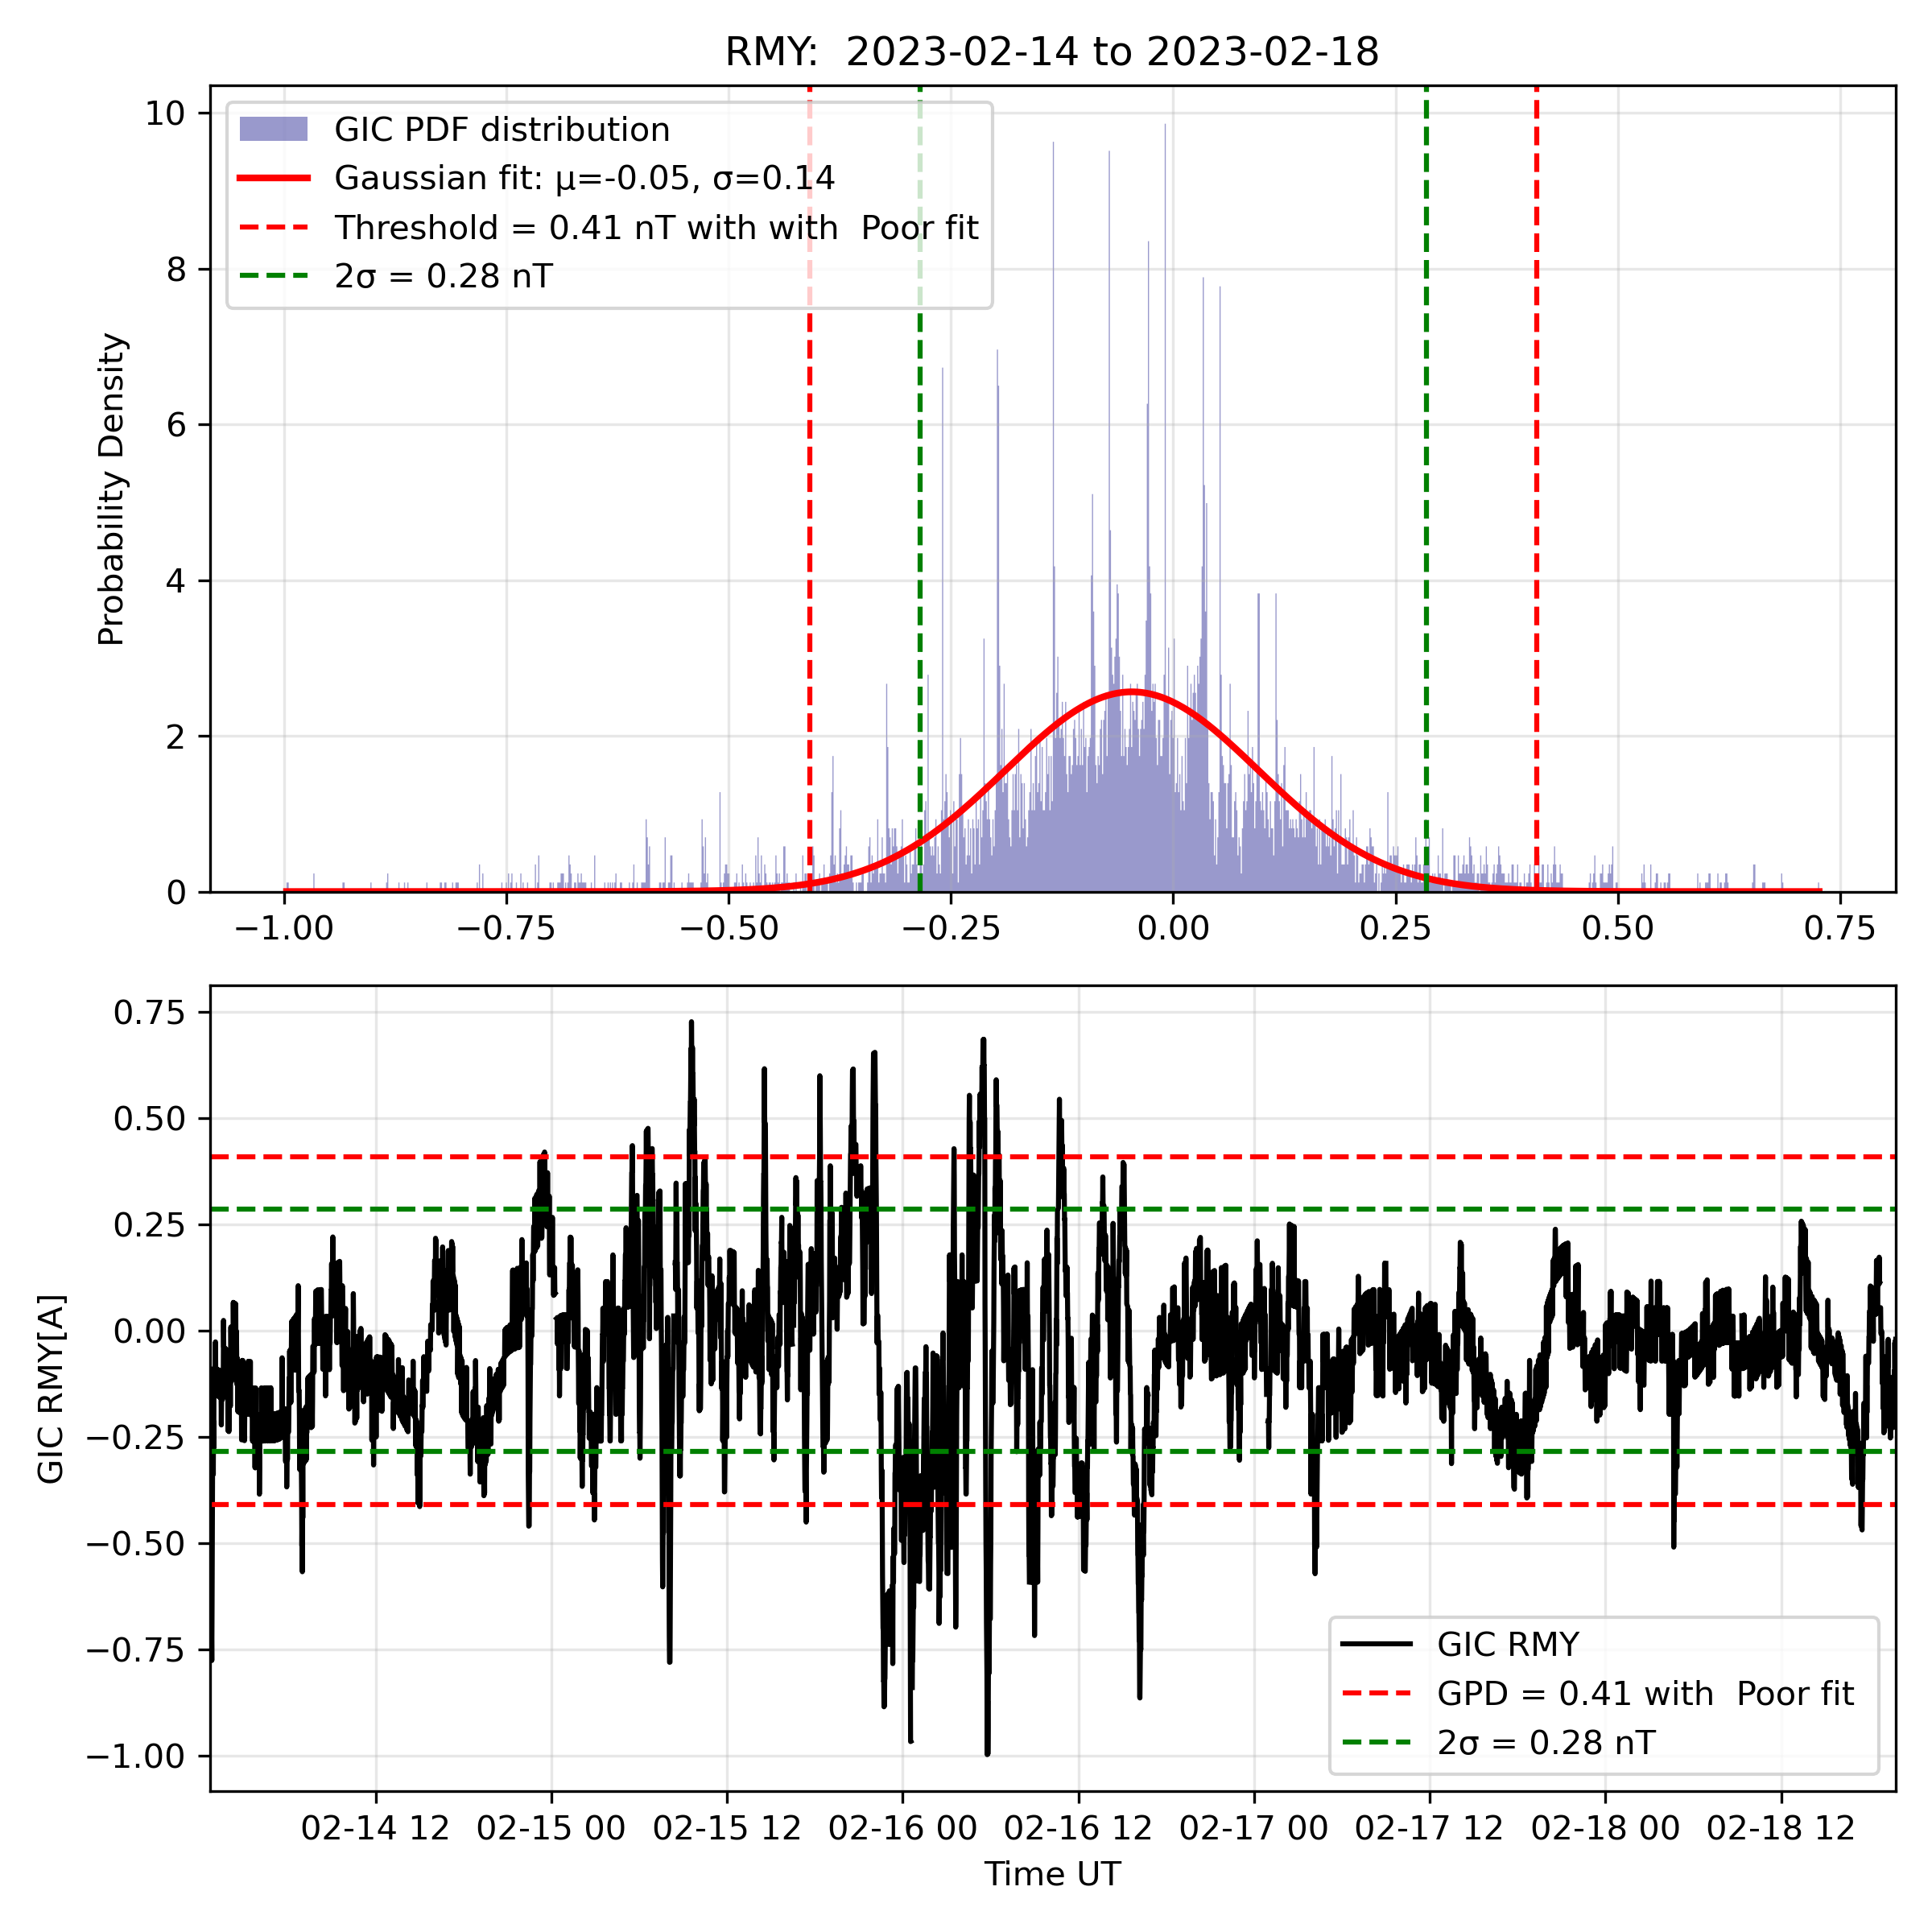 RMY:  2023-02-14 to 2023-02-18
GIC PDF distribution
Gaussian fit: μ=-0.05, σ=0.14
Threshold = 0.41 nT with with  Poor fit
2σ = 0.28 nT
Probability Density
10
8
6
4
2
0
−1.00 −0.75 −0.50 −0.25 0.00 0.25 0.50 0.75
GIC RMY[A]
0.75
0.50
0.25
0.00
−0.25
−0.50
−0.75
−1.00
GIC RMY
GPD = 0.41 with  Poor fit
2σ = 0.28 nT
02-14 12 02-15 00 02-15 12 02-16 00 02-16 12 02-17 00 02-17 12 02-18 00 02-18 12
Time UT